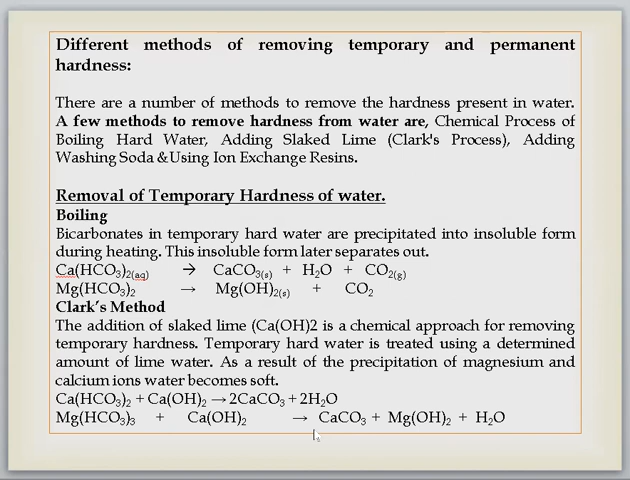 Different methods of removing temporary and permanent
hardness:
There are a number of methods to remove the hardness present in water.
A few methods to remove hardness from water are, Chemical Process of
Boiling Hard Water, Adding Slaked Lime (Clark's Process), Adding
Washing Soda &Using Ion Exchange Resins.
Removal of Temporary Hardness of water.
Boiling
Bicarbonates in temporary hard water are precipitated into insoluble form
during heating. This insoluble form later separates out.
Ca(HCO₃)₂(aq) → CaCO₃(s) + H₂O + CO₂(g)
Mg(HCO₃)₂ → Mg(OH)₂(s) + CO₂
Clark's Method
The addition of slaked lime (Ca(OH)2 is a chemical approach for removing
temporary hardness. Temporary hard water is treated using a determined
amount of lime water. As a result of the precipitation of magnesium and
calcium ions water becomes soft.
Ca(HCO₃)₂ + Ca(OH)₂ → 2CaCO₃ + 2H₂O
Mg(HCO₃)₃ + Ca(OH)₂ → CaCO₃ + Mg(OH)₂ + H₂O